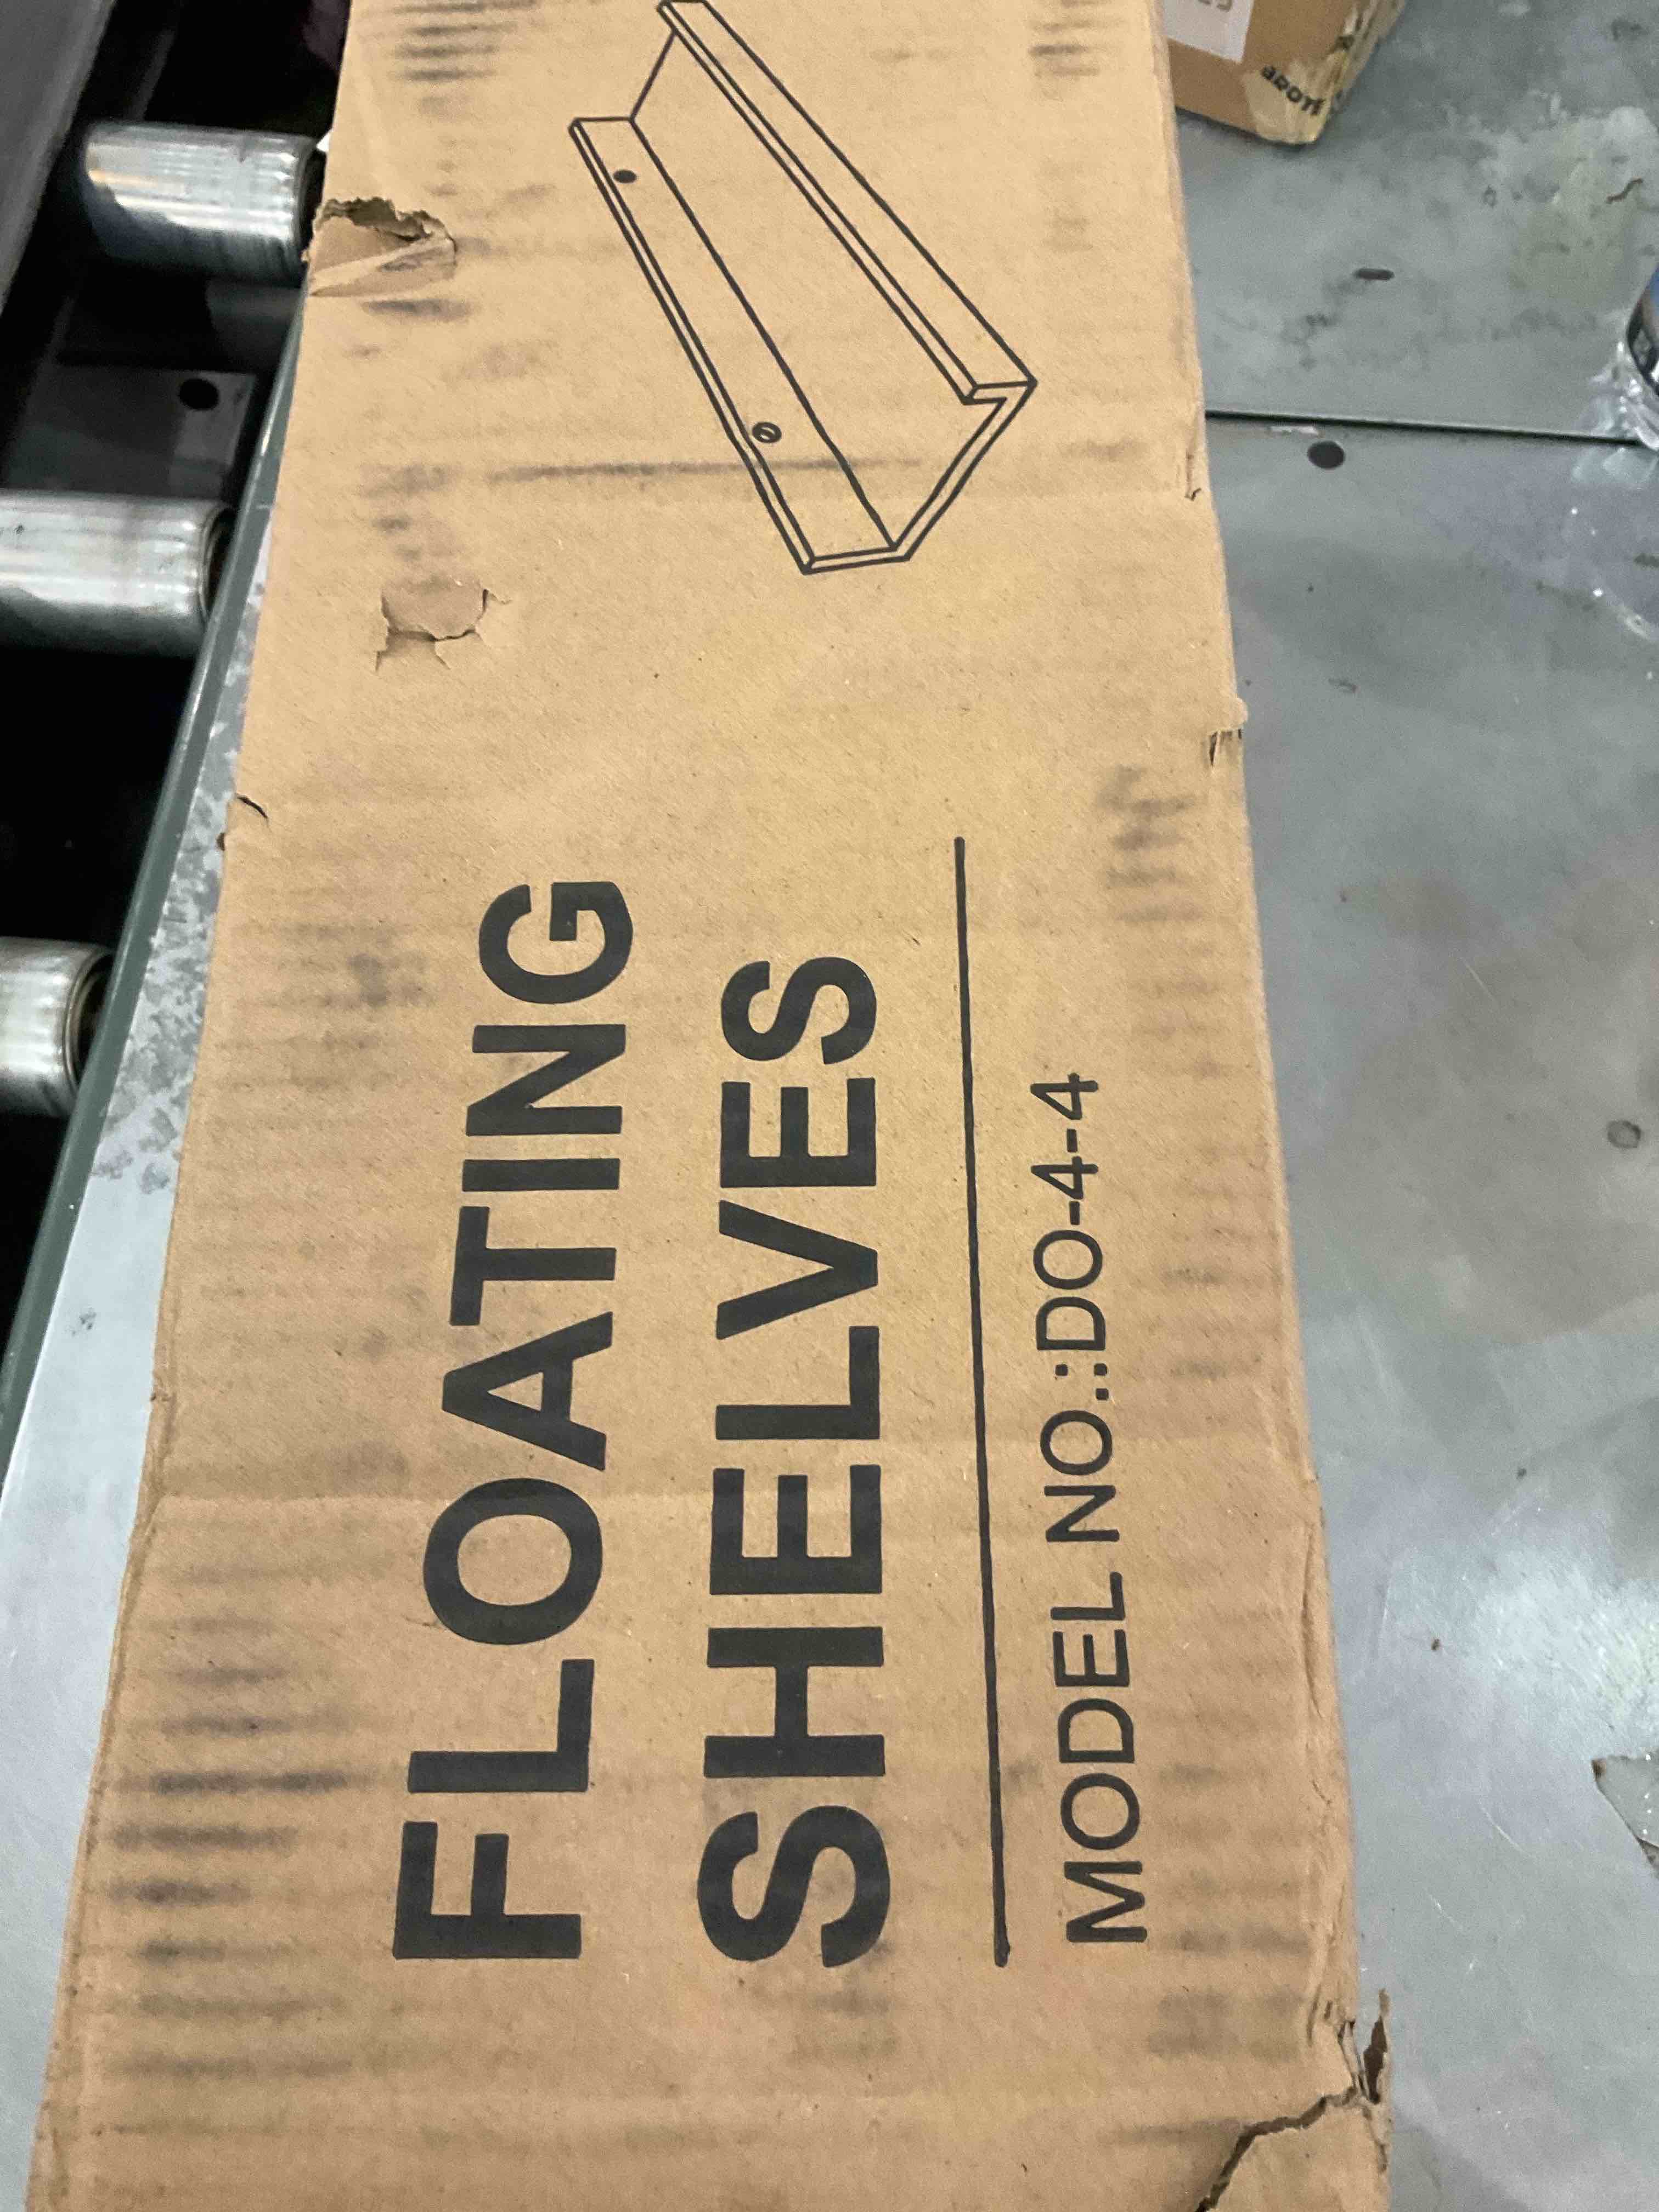 FLOATING
SHELVES
MODEL NO.::DO-4-4